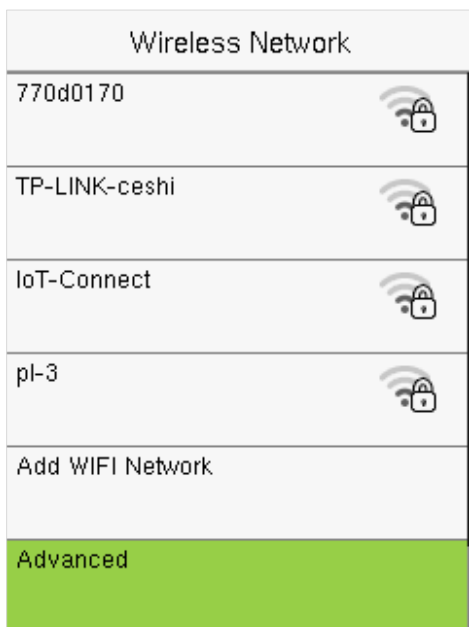 Wireless Network
770d0170
TP-LINK-ceshi
IoT-Connect
pl-3
Add WIFI Network
Advanced